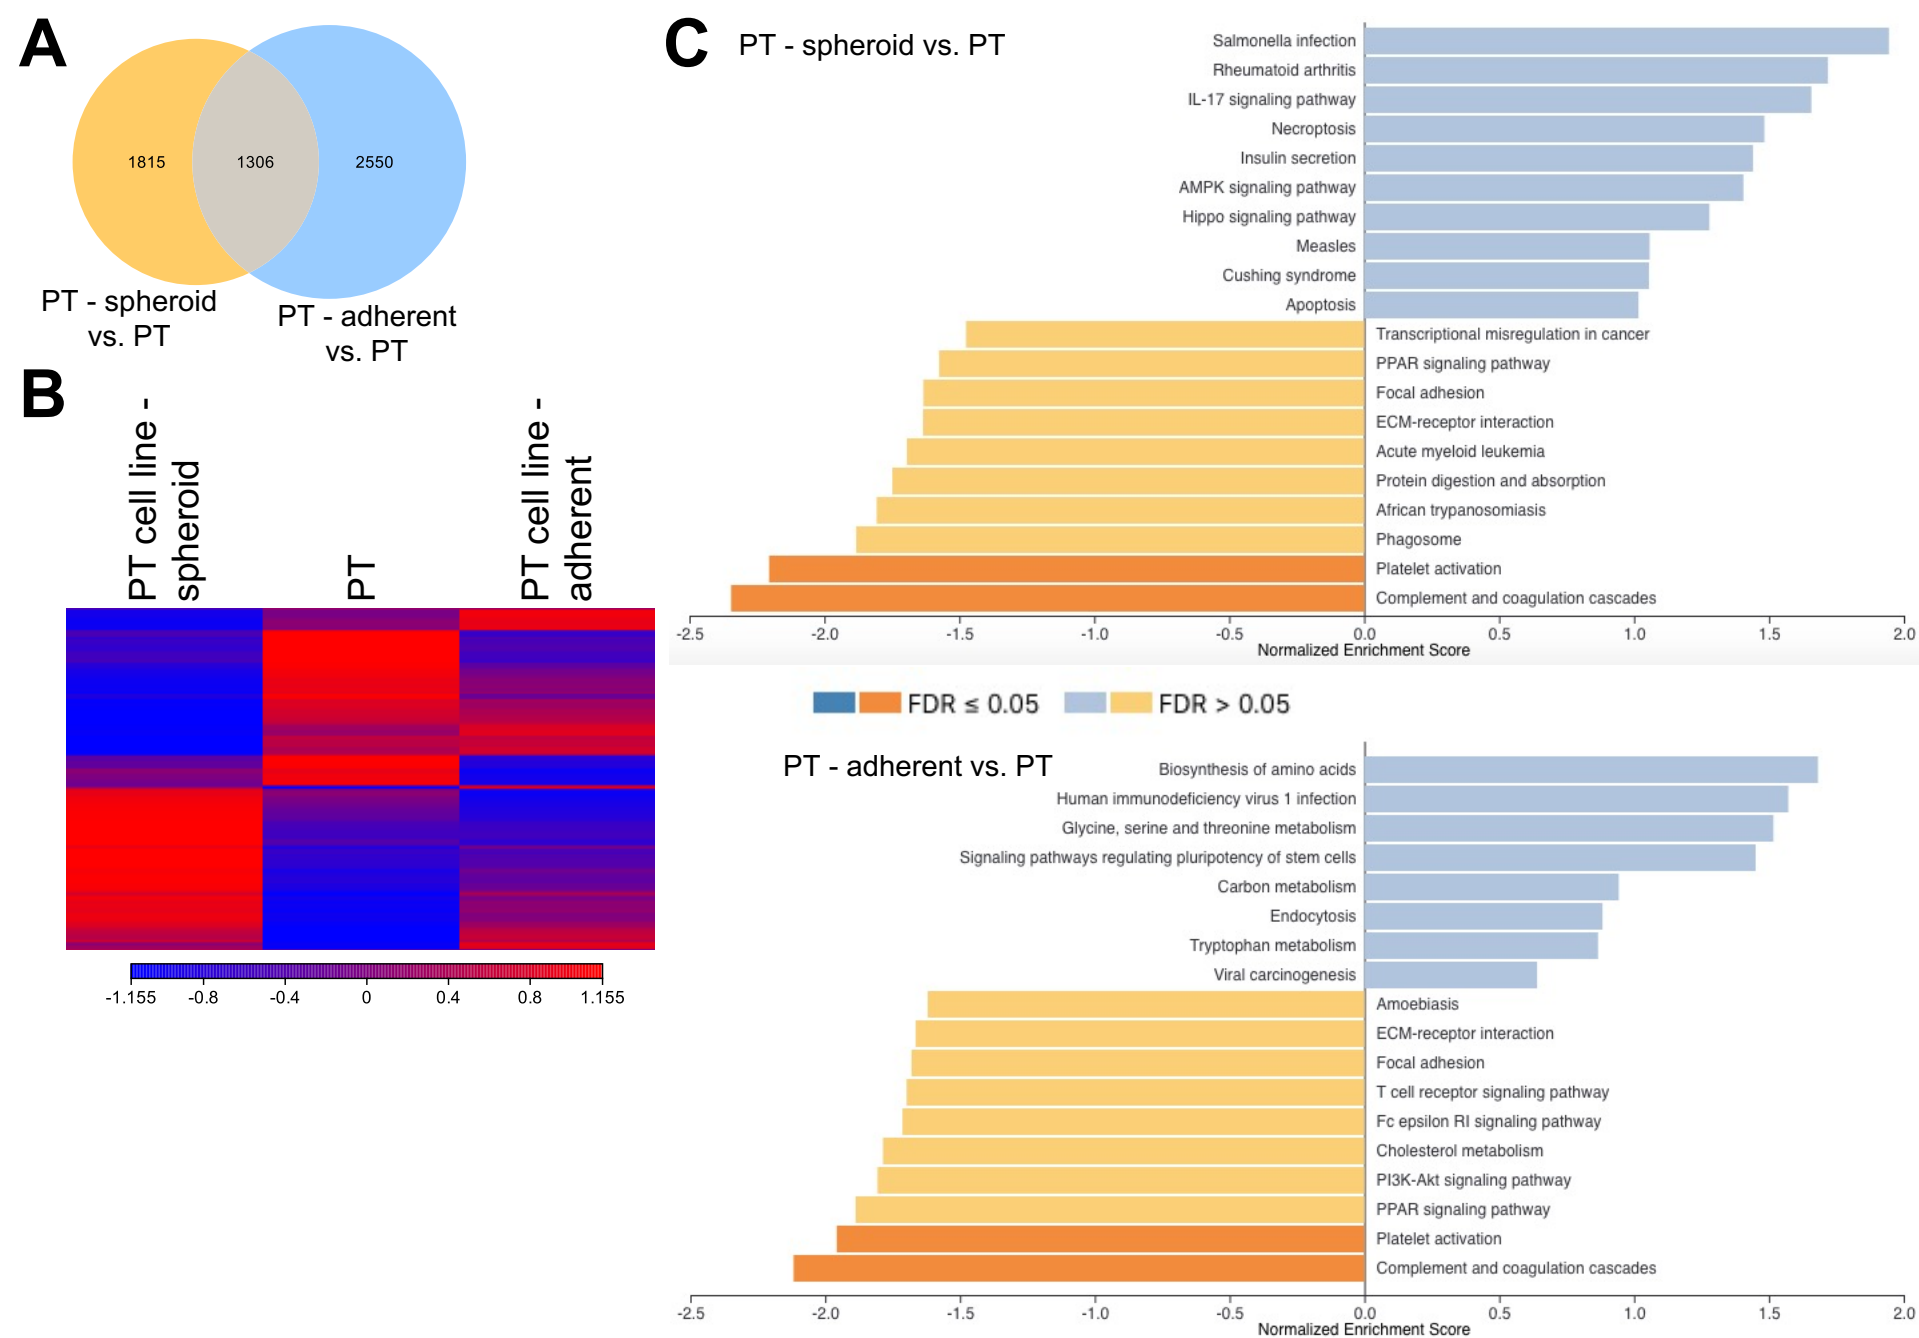 A
1815
1306
2550
PT - spheroid
vs. PT
PT - adherent
vs. PT
B
PT cell line -
spheroid
PT
PT cell line -
adherent
-1.155
-0.8
-0.4
0
0.4
0.8
1.155
C
PT - spheroid vs. PT
Salmonella infection
Rheumatoid arthritis
IL-17 signaling pathway
Necroptosis
Insulin secretion
AMPK signaling pathway
Hippo signaling pathway
Measles
Cushing syndrome
Apoptosis
Transcriptional misregulation in cancer
PPAR signaling pathway
Focal adhesion
ECM-receptor interaction
Acute myeloid leukemia
Protein digestion and absorption
African trypanosomiasis
Phagosome
Platelet activation
Complement and coagulation cascades
-2.5
-2.0
-1.5
-1.0
-0.5
0.0
0.5
1.0
1.5
2.0
Normalized Enrichment Score
FDR ≤ 0.05
FDR > 0.05
PT - adherent vs. PT
Biosynthesis of amino acids
Human immunodeficiency virus 1 infection
Glycine, serine and threonine metabolism
Signaling pathways regulating pluripotency of stem cells
Carbon metabolism
Endocytosis
Tryptophan metabolism
Viral carcinogenesis
Amoebiasis
ECM-receptor interaction
Focal adhesion
T cell receptor signaling pathway
Fc epsilon RI signaling pathway
Cholesterol metabolism
PI3K-Akt signaling pathway
PPAR signaling pathway
Platelet activation
Complement and coagulation cascades
-2.5
-2.0
-1.5
-1.0
-0.5
0.0
0.5
1.0
1.5
2.0
Normalized Enrichment Score